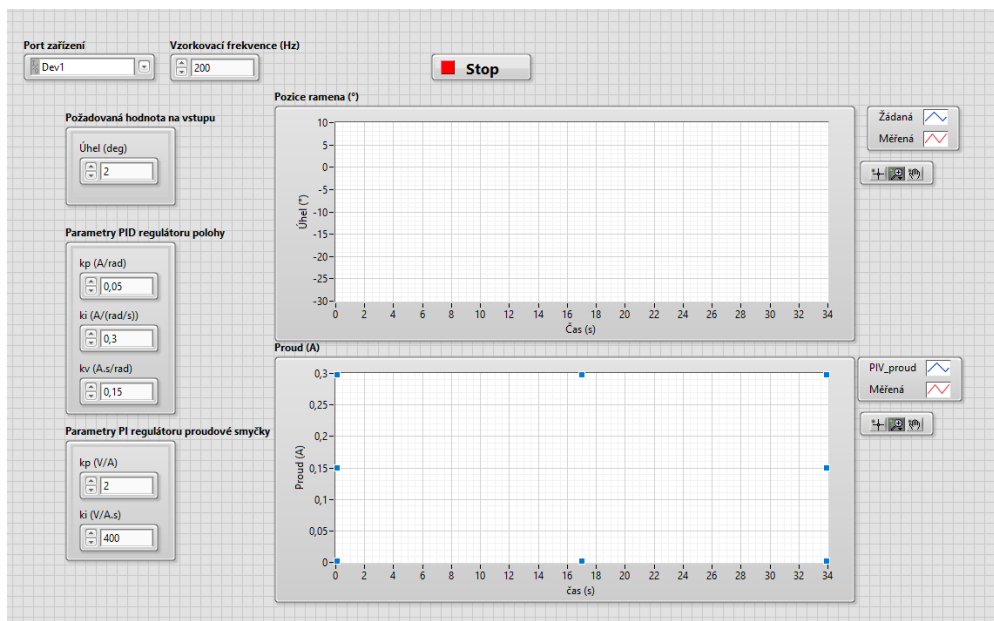 Port zařízení
Dev1
Vzorkovací frekvence (Hz)
200
Stop
Požadovaná hodnota na vstupu
Úhel (deg)
2
Parametry PID regulátoru polohy
kp (A/rad)
0,05
ki (A/(rad/s))
0,3
kv (A.s/rad)
0,15
Parametry PI regulátoru proudové smyčky
kp (V/A)
2
ki (V/A.s)
400
Pozice ramena (°)
Úhel (°)
10
5
0
-5
-10
-15
-20
-25
-30
0 2 4 6 8 10 12 14 16 18 20 22 24 26 28 30 32 34
Čas (s)
Žádaná
Měřená
Proud (A)
Proud (A)
0,3
0,25
0,2
0,15
0,1
0,05
0
0 2 4 6 8 10 12 14 16 18 20 22 24 26 28 30 32 34
čas (s)
PIV_proud
Měřená